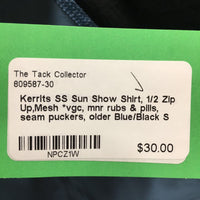 The Tack Collector
809587-30
Kerrits SS Sun Show Shirt, 1/2 Zip
Up,Mesh *vgc, mnr rubs & pills,
seam puckers, older Blue/Black S
$30.00
NPCZ1W